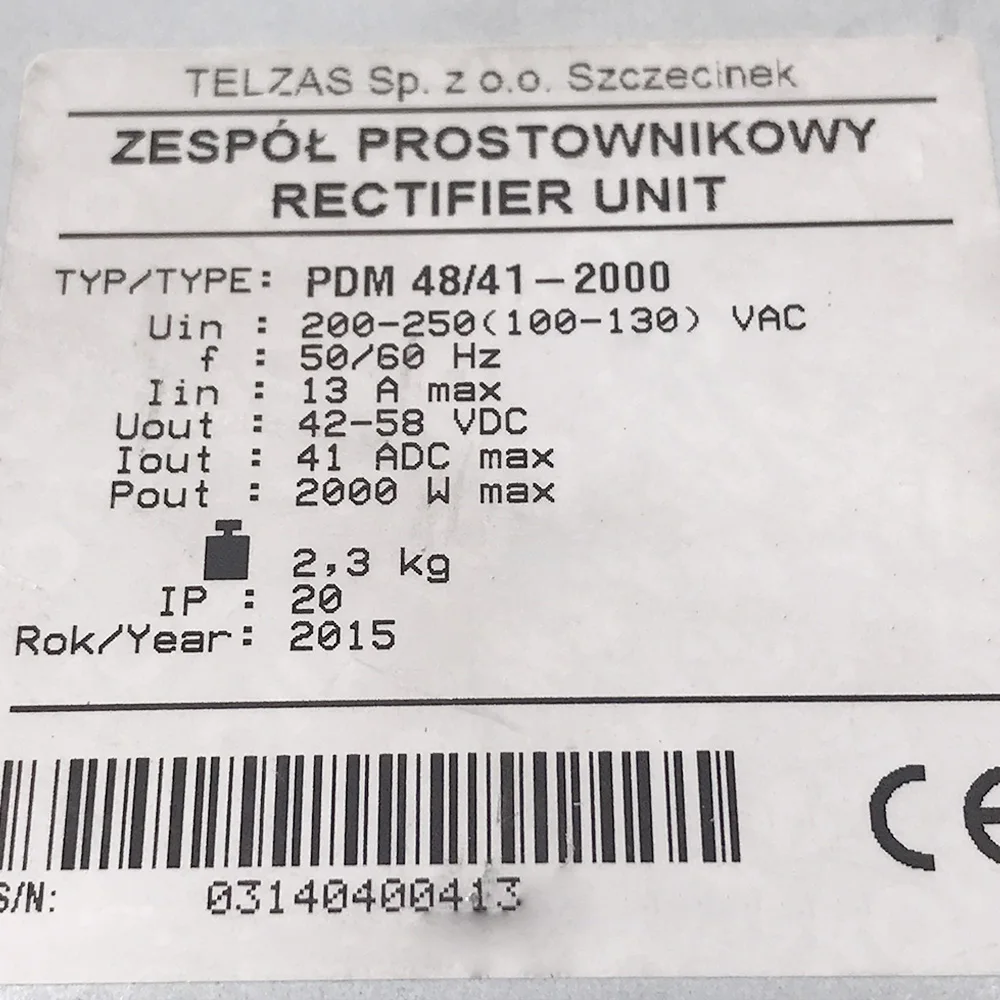 TELZAS Sp. z o.o. Szczecinek
ZESPÓŁ PROSTOWNIKOWY
RECTIFIER UNIT
TYP/TYPE: PDM 48/41-2000
Uin : 200-250(100-130) VAC
f : 50/60 Hz
Iin : 13 A max
Uout : 42-58 VDC
Iout : 41 ADC max
Pout : 2000 W max
2,3 kg
IP : 20
Rok/Year: 2015
CE
S/N: 03140400413